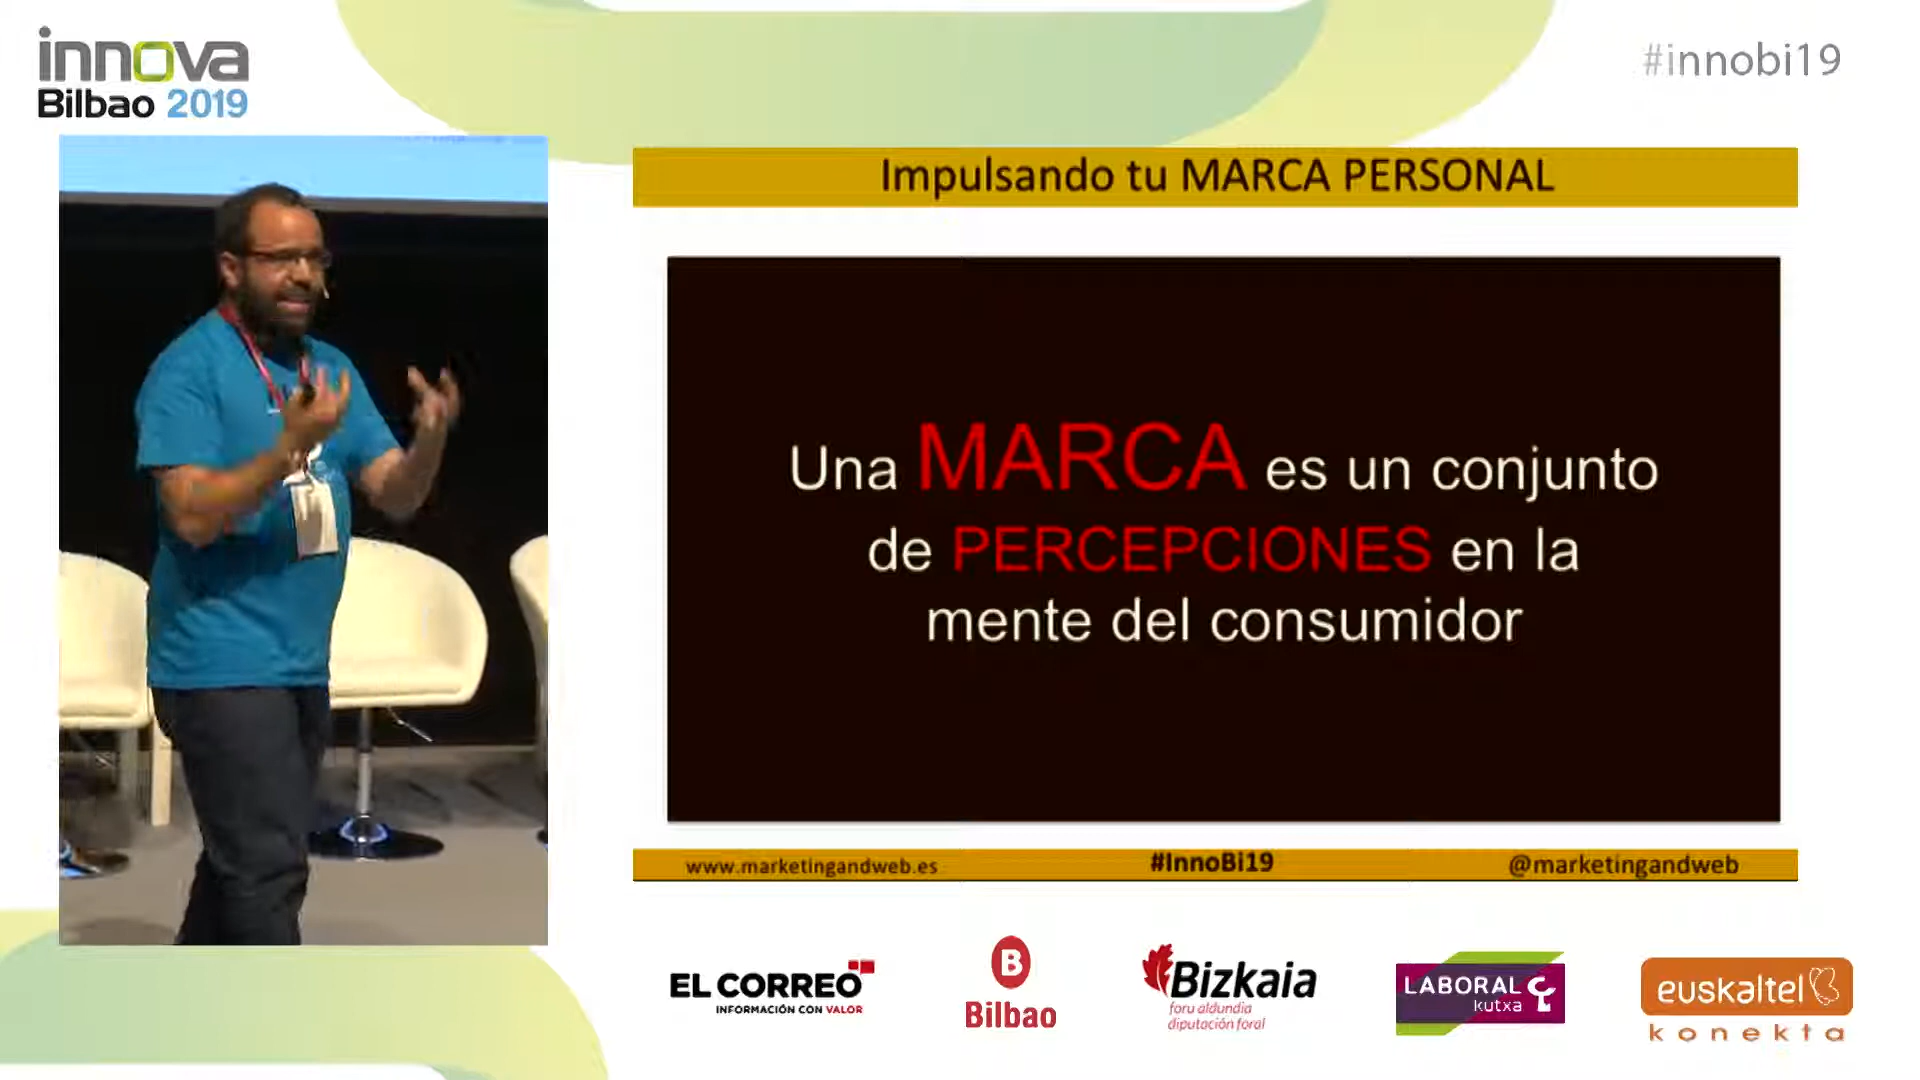 innova
Bilbao 2019
#innobi19
Impulsando tu MARCA PERSONAL
Una MARCA es un conjunto
de PERCEPCIONES en la
mente del consumidor
www.marketingandweb.es
#InnoBi19
@marketingandweb
EL CORREO
INFORMACIÓN CON VALOR
B
Bilbao
Bizkaia
foru aldundia
diputación foral
LABORAL
kutxa
euskaltel
konekta